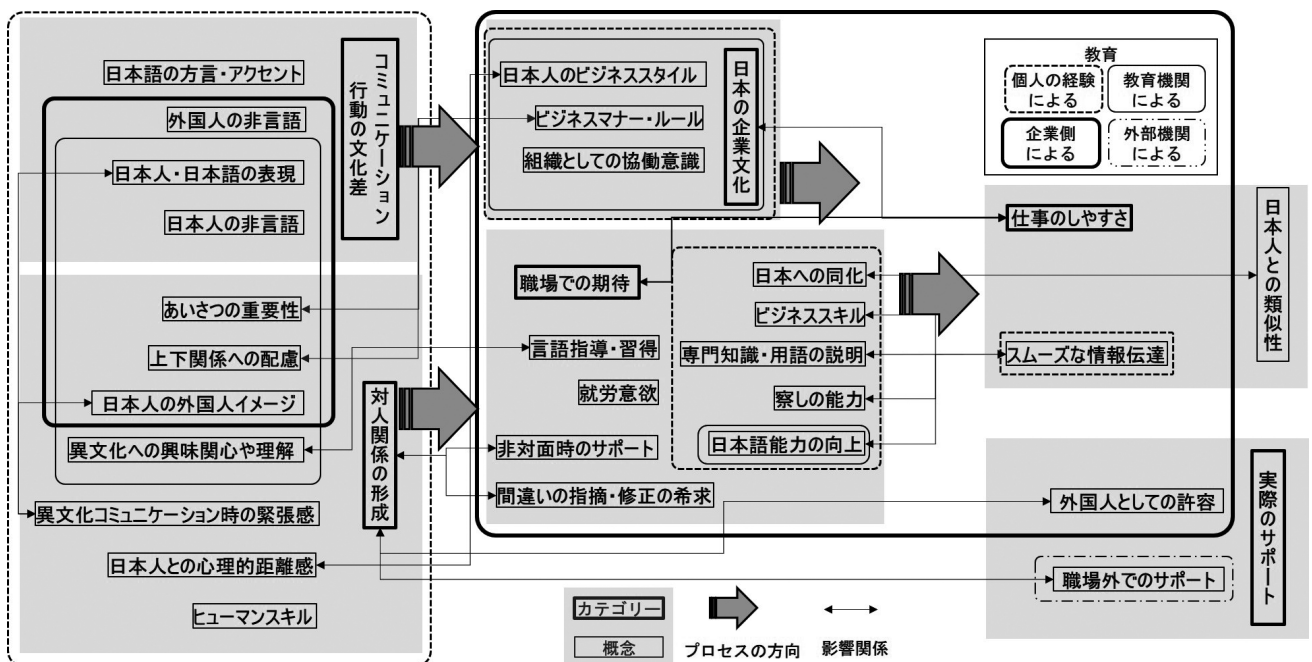 コミュニケーション
行動の文化差
日本語の方言・アクセント
外国人の非言語
日本人・日本語の表現
日本人の非言語
あいさつの重要性
上下関係への配慮
日本人の外国人イメージ
異文化への興味関心や理解
異文化コミュニケーション時の緊張感
日本人との心理的距離感
ヒューマンスキル
対人関係の形成
日本人のビジネススタイル
ビジネスマナー・ルール
組織としての協働意識
日本の企業文化
職場での期待
言語指導・習得
就労意欲
非対面時のサポート
間違いの指摘・修正の希求
日本への同化
ビジネススキル
専門知識・用語の説明
察しの能力
日本語能力の向上
教育
個人の経験
による
教育機関
による
企業側
による
外部機関
による
仕事のしやすさ
スムーズな情報伝達
日本人との類似性
外国人としての許容
職場外でのサポート
実際のサポート
カテゴリー
概念
プロセスの方向
影響関係